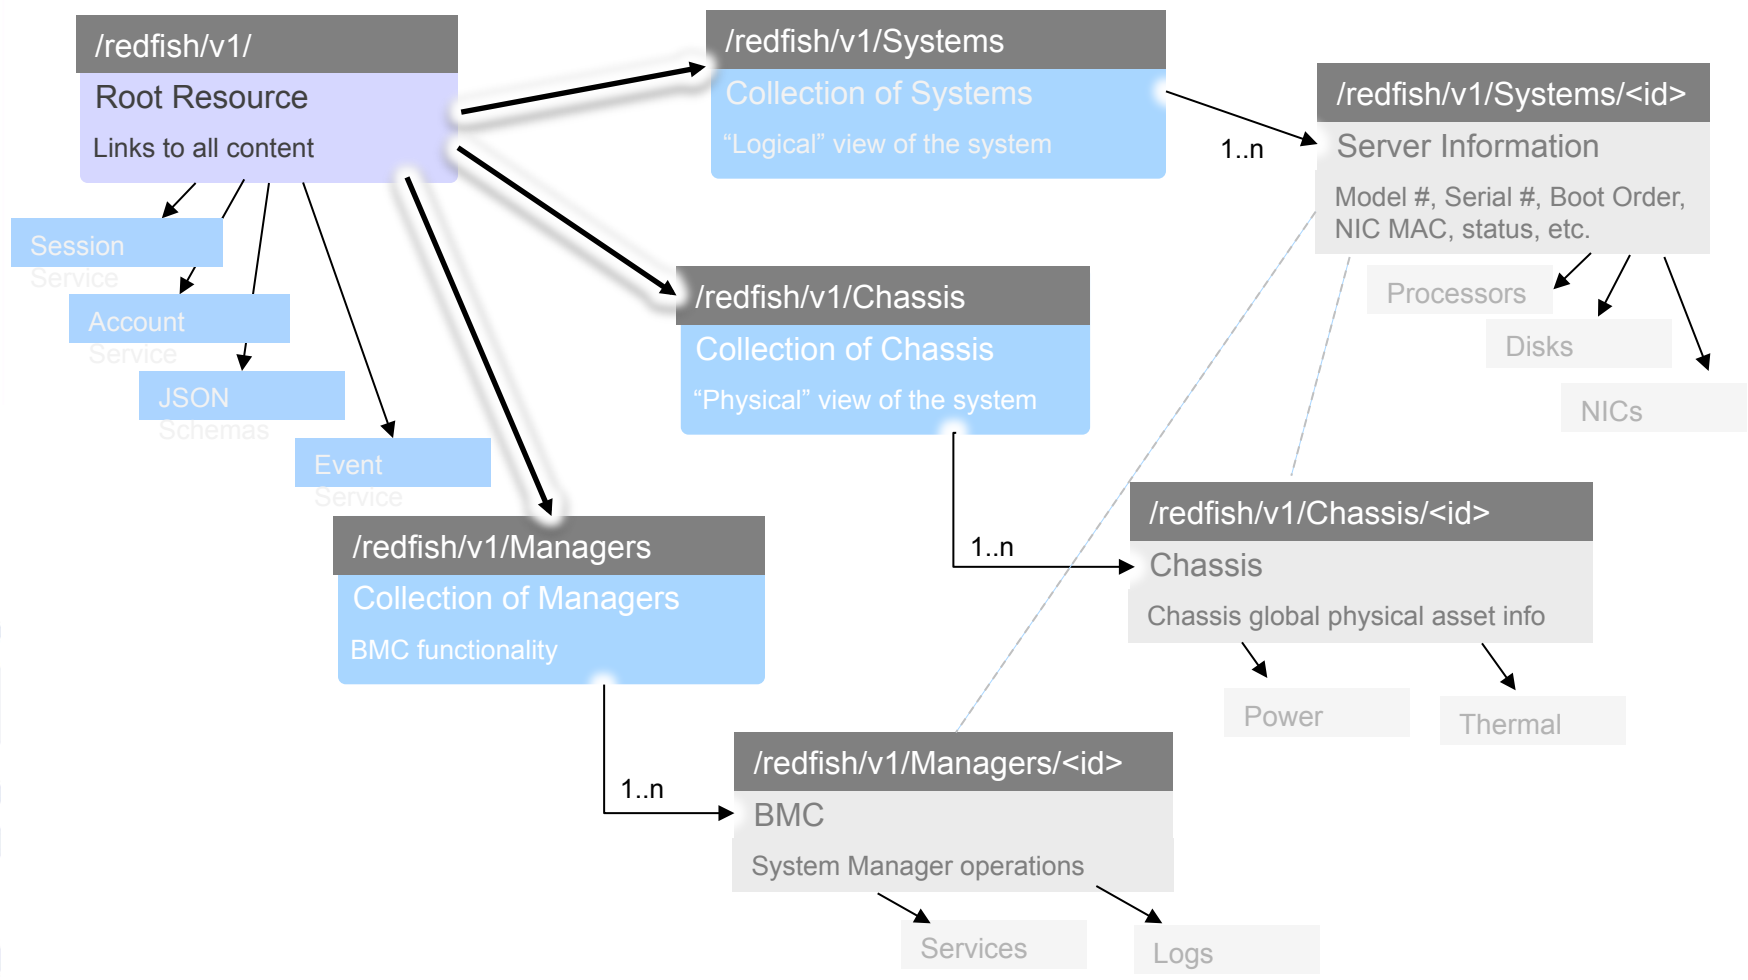 /redfish/v1/
Root Resource
Links to all content
Session
Service
Account
Service
JSON
Schemas
Event
Service
/redfish/v1/Systems
Collection of Systems
“Logical” view of the system
1..n
/redfish/v1/Systems/<id>
Server Information
Model #, Serial #, Boot Order,
NIC MAC, status, etc.
Processors
Disks
NICs
/redfish/v1/Chassis
Collection of Chassis
“Physical” view of the system
1..n
/redfish/v1/Chassis/<id>
Chassis
Chassis global physical asset info
Power
Thermal
/redfish/v1/Managers
Collection of Managers
BMC functionality
1..n
/redfish/v1/Managers/<id>
BMC
System Manager operations
Services
Logs